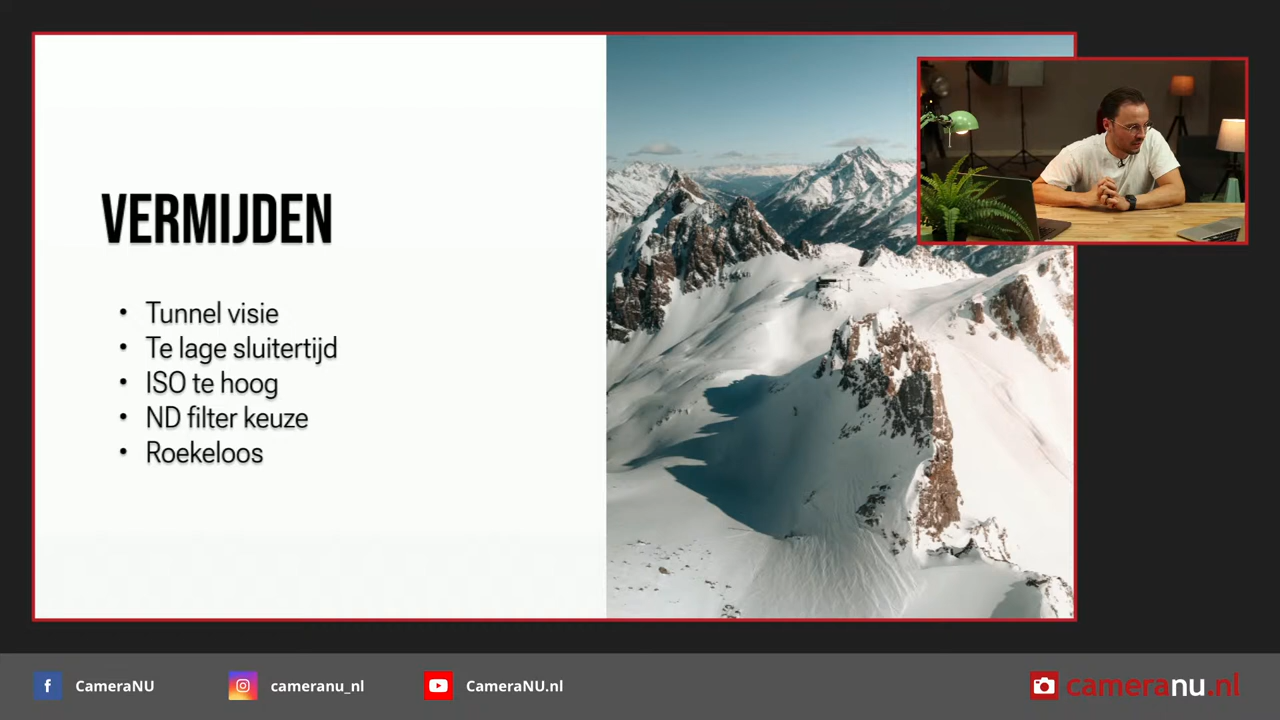 VERMIJDEN
• Tunnel visie
• Te lage sluitertijd
• ISO te hoog
• ND filter keuze
• Roekeloos
CameraNU
cameranu_nl
CameraNU.nl
cameranu.nl